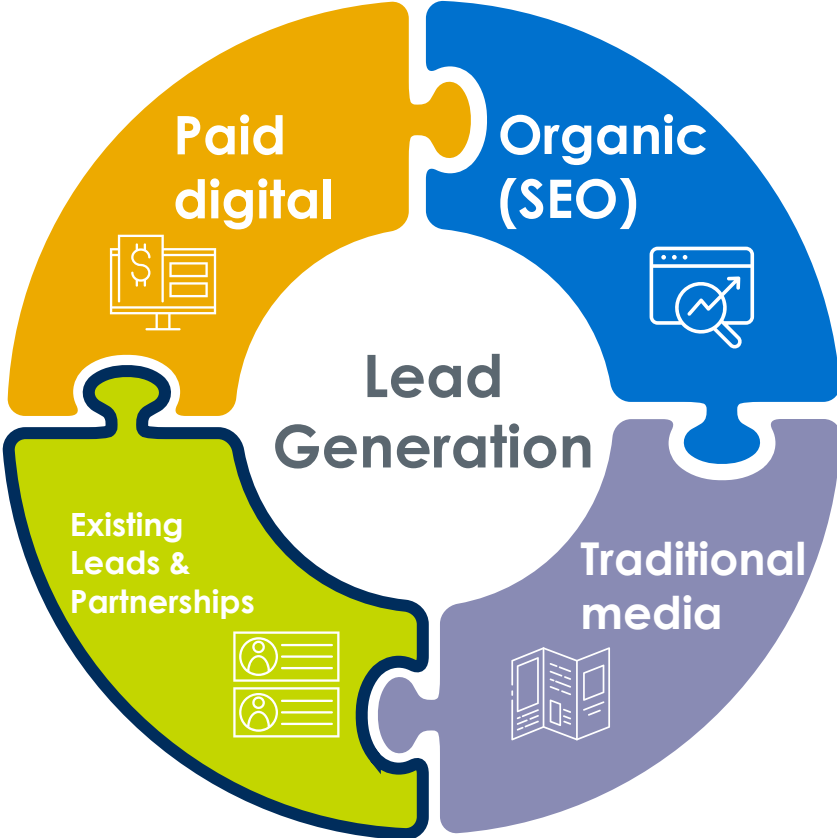 Paid
digital
Organic
(SEO)
Lead
Generation
Existing
Leads &
Partnerships
Traditional
media
$